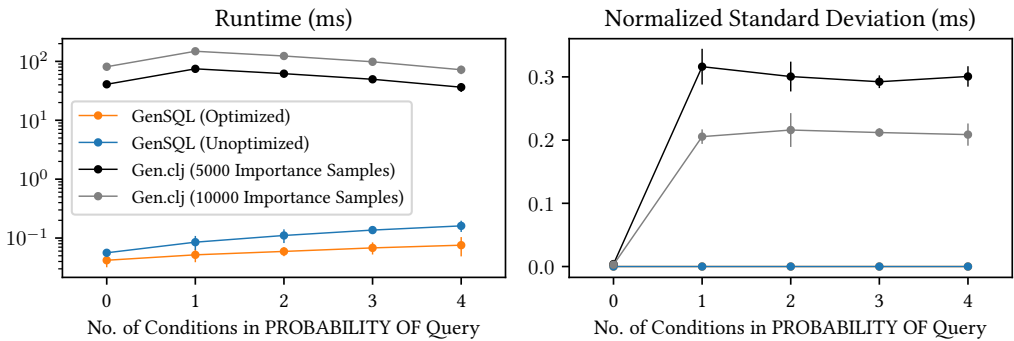 Runtime (ms)
10²
10¹
10⁰
10⁻¹
GenSQL (Optimized)
GenSQL (Unoptimized)
Gen.clj (5000 Importance Samples)
Gen.clj (10000 Importance Samples)
0 1 2 3 4
No. of Conditions in PROBABILITY OF Query
Normalized Standard Deviation (ms)
0.3
0.2
0.1
0.0
0 1 2 3 4
No. of Conditions in PROBABILITY OF Query